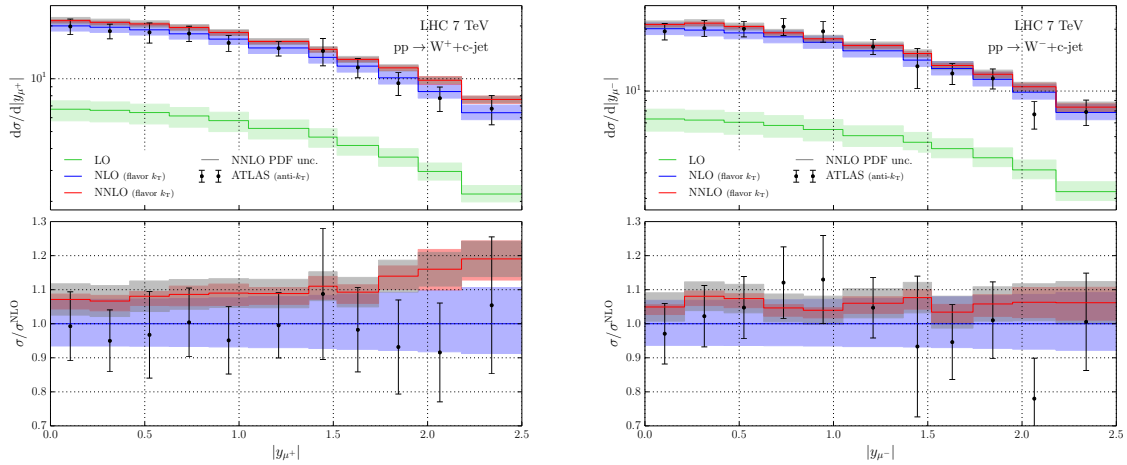 LHC 7 TeV
pp → W⁺+c-jet
dσ/d|y_μ⁺|
10¹
LO
NLO (flavor k_T)
NNLO (flavor k_T)
NNLO PDF unc.
ATLAS (anti-k_T)
σ/σ^NLO
1.3
1.2
1.1
1.0
0.9
0.8
0.7
0.0 0.5 1.0 1.5 2.0 2.5
|y_μ⁺|
LHC 7 TeV
pp → W⁻+c-jet
dσ/d|y_μ⁻|
10¹
LO
NLO (flavor k_T)
NNLO (flavor k_T)
NNLO PDF unc.
ATLAS (anti-k_T)
σ/σ^NLO
1.3
1.2
1.1
1.0
0.9
0.8
0.7
0.0 0.5 1.0 1.5 2.0 2.5
|y_μ⁻|